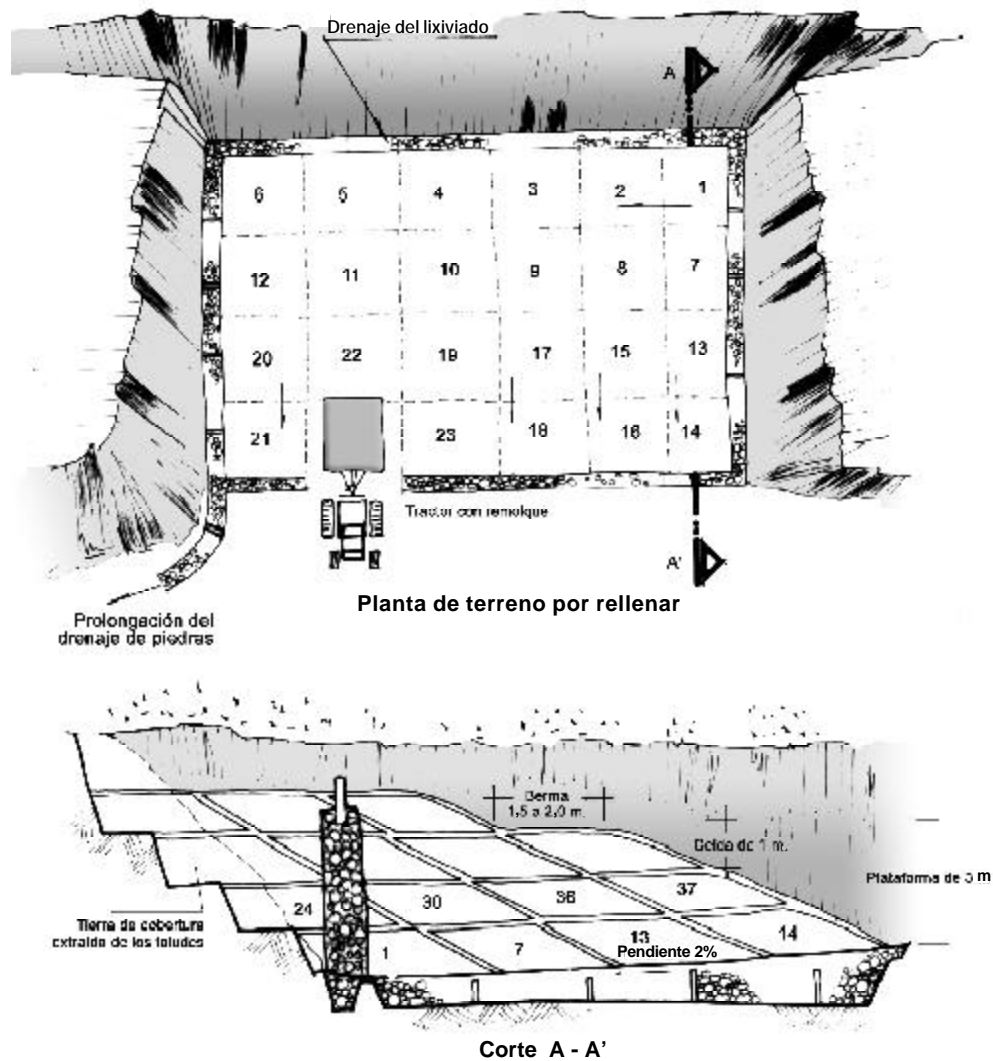 Drenaje del lixiviado
A
6 5 4 3 2 1
12 11 10 9 8 7
20 22 19 17 15 13
21 23 18 16 14
Tractor con remolque
A'
Planta de terreno por rellenar
Prolongación del
drenaje de piedras
Berma
1,5 a 2,0 m.
Celda de 1 m.
Plataforma de 3 m
24 30 36 37
Tierra de cobertura
extraída de los taludes
1 7 13 14
Pendiente 2%
Corte A - A’